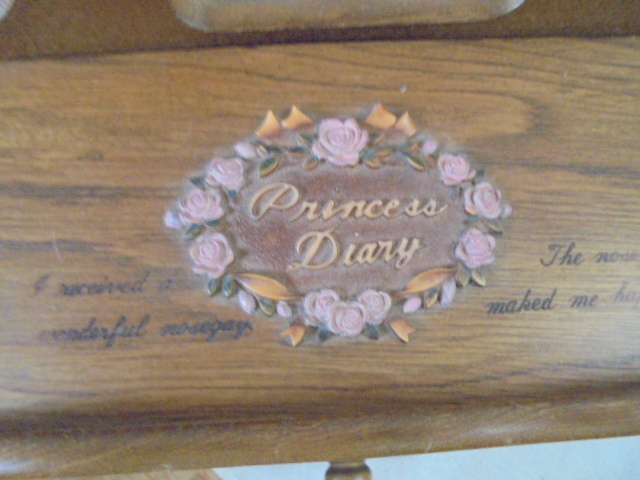 Princess
Diary
I received a
wonderful nosegay.
The
maked me